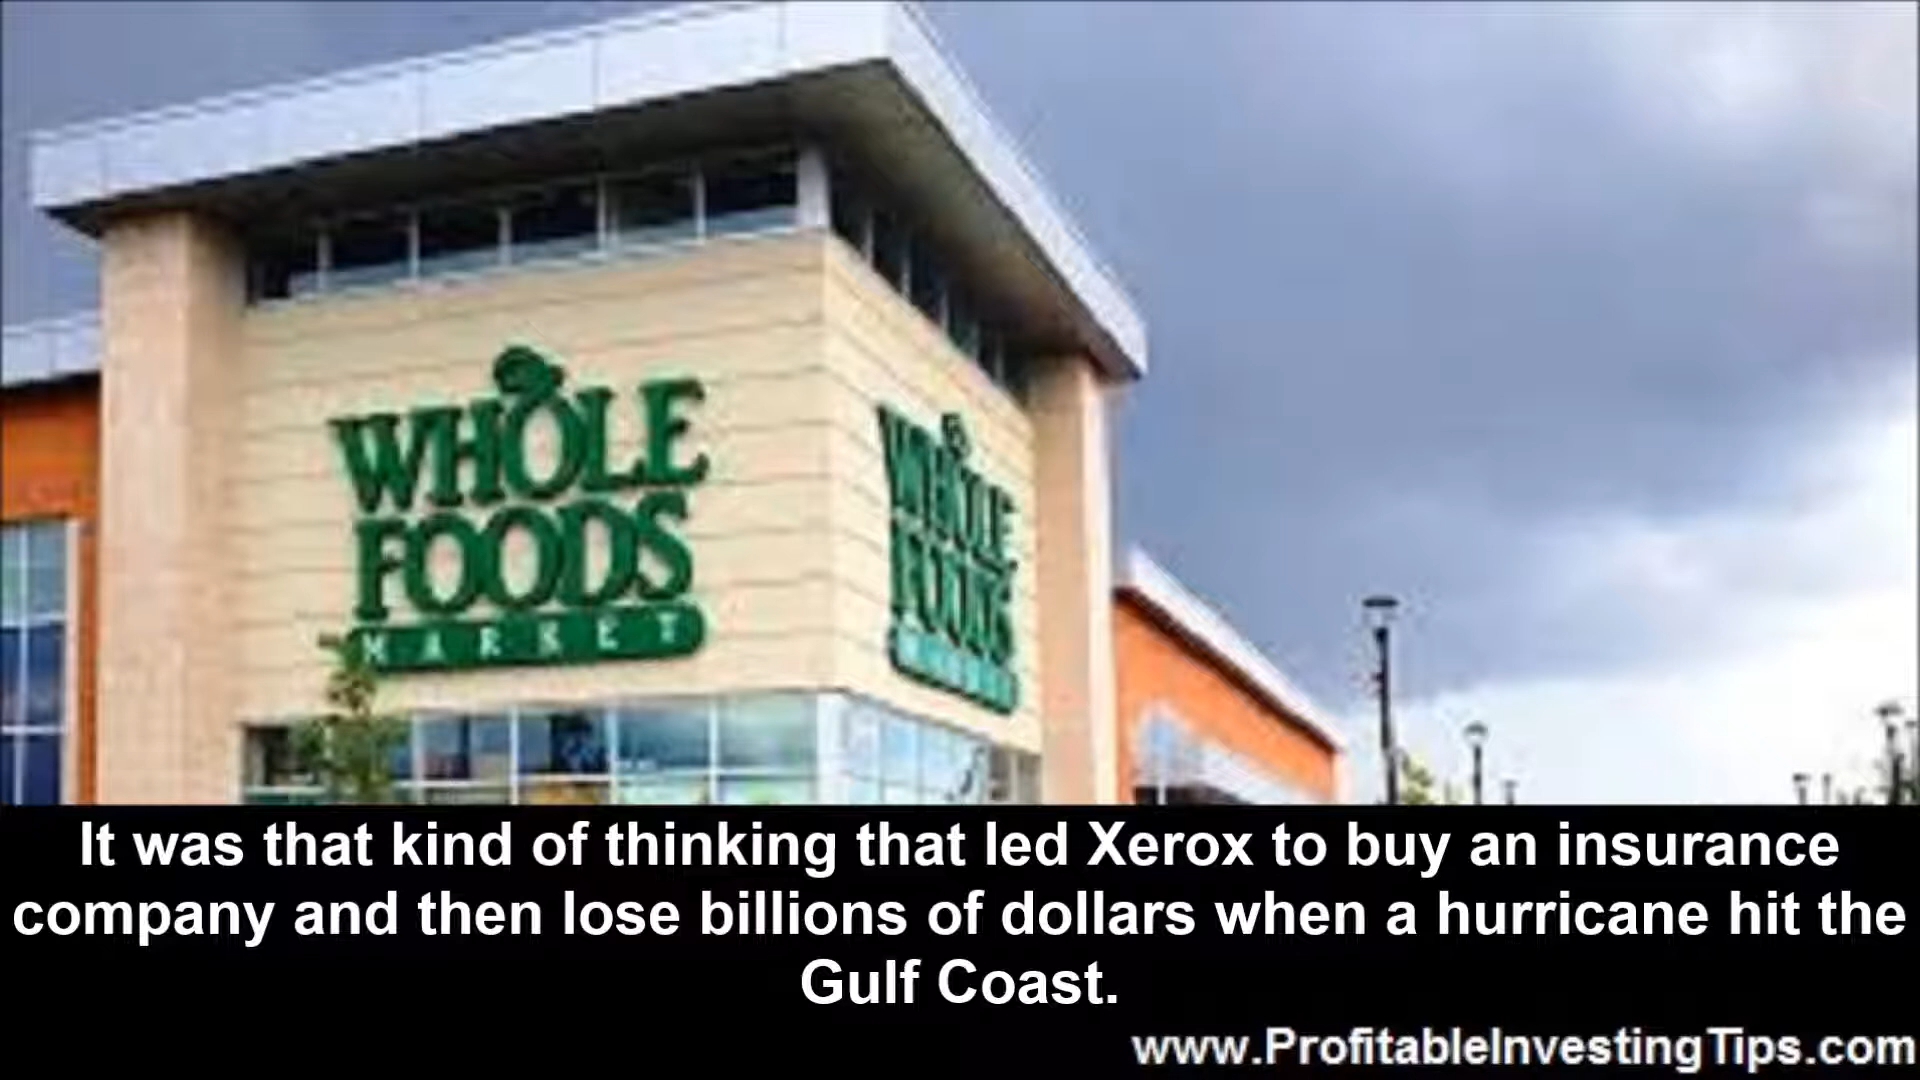 WHOLE
FOODS
MARKET
WHOLE
FOODS
It was that kind of thinking that led Xerox to buy an insurance
company and then lose billions of dollars when a hurricane hit the
Gulf Coast.
www.ProfitableInvestingTips.com